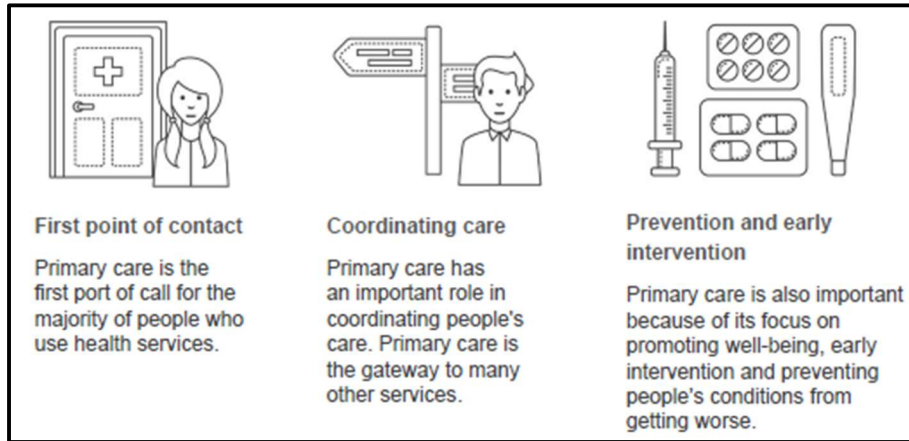 First point of contact
Primary care is the
first port of call for the
majority of people who
use health services.
Coordinating care
Primary care has
an important role in
coordinating people's
care. Primary care is
the gateway to many
other services.
Prevention and early
intervention
Primary care is also important
because of its focus on
promoting well-being, early
intervention and preventing
people's conditions from
getting worse.